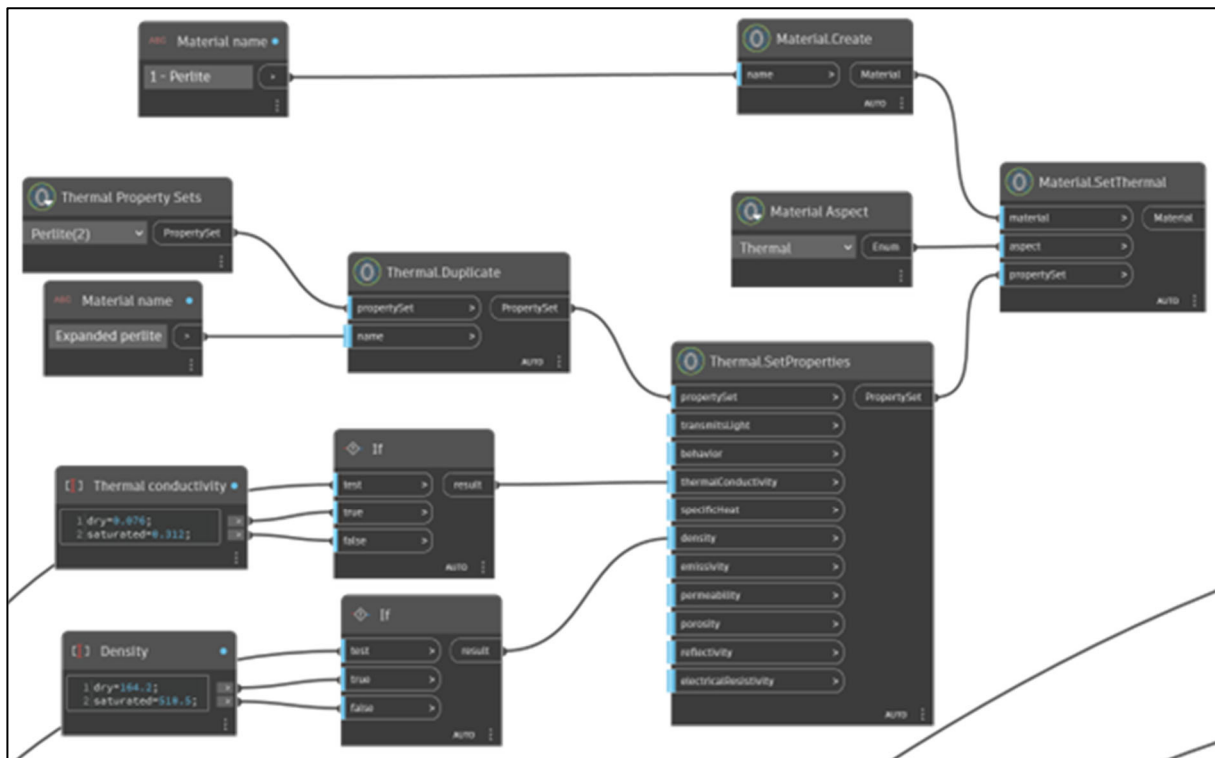 ABC Material name
1 - Perlite >
Material.Create
name > Material
AUTO
Thermal Property Sets
Perlite(2) PropertySet
ABC Material name
Expanded perlite >
Thermal.Duplicate
propertySet > PropertySet
name >
AUTO
Material Aspect
Thermal Enum
Material.SetThermal
material > Material
aspect >
propertySet >
AUTO
Thermal.SetProperties
propertySet > PropertySet
transmitsLight >
behavior >
thermalConductivity >
specificHeat >
density >
emissivity >
permeability >
porosity >
reflectivity >
electricalResistivity >
AUTO
Thermal conductivity
1 dry=0.076; >
2 saturated=0.312; >
If
test > result
true >
false >
AUTO
Density
1 dry=164.2; >
2 saturated=518.5; >
If
test > result
true >
false >
AUTO